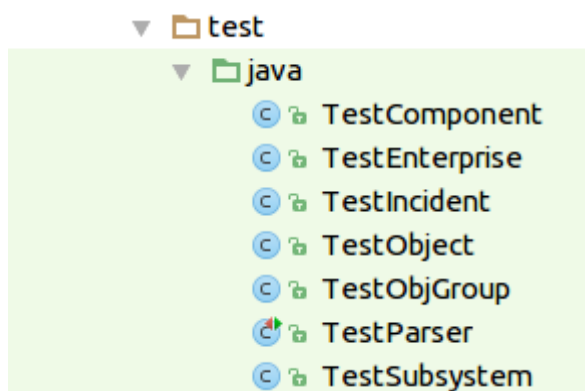 test
java
TestComponent
TestEnterprise
TestIncident
TestObject
TestObjGroup
TestParser
TestSubsystem